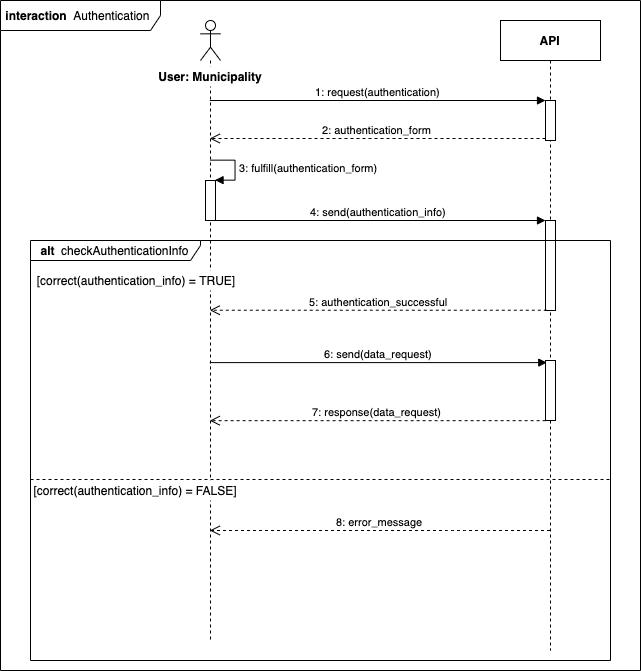 interaction Authentication
API
User: Municipality
1: request(authentication)
2: authentication_form
3: fulfill(authentication_form)
4: send(authentication_info)
alt checkAuthenticationInfo
[correct(authentication_info) = TRUE]
5: authentication_successful
6: send(data_request)
7: response(data_request)
[correct(authentication_info) = FALSE]
8: error_message